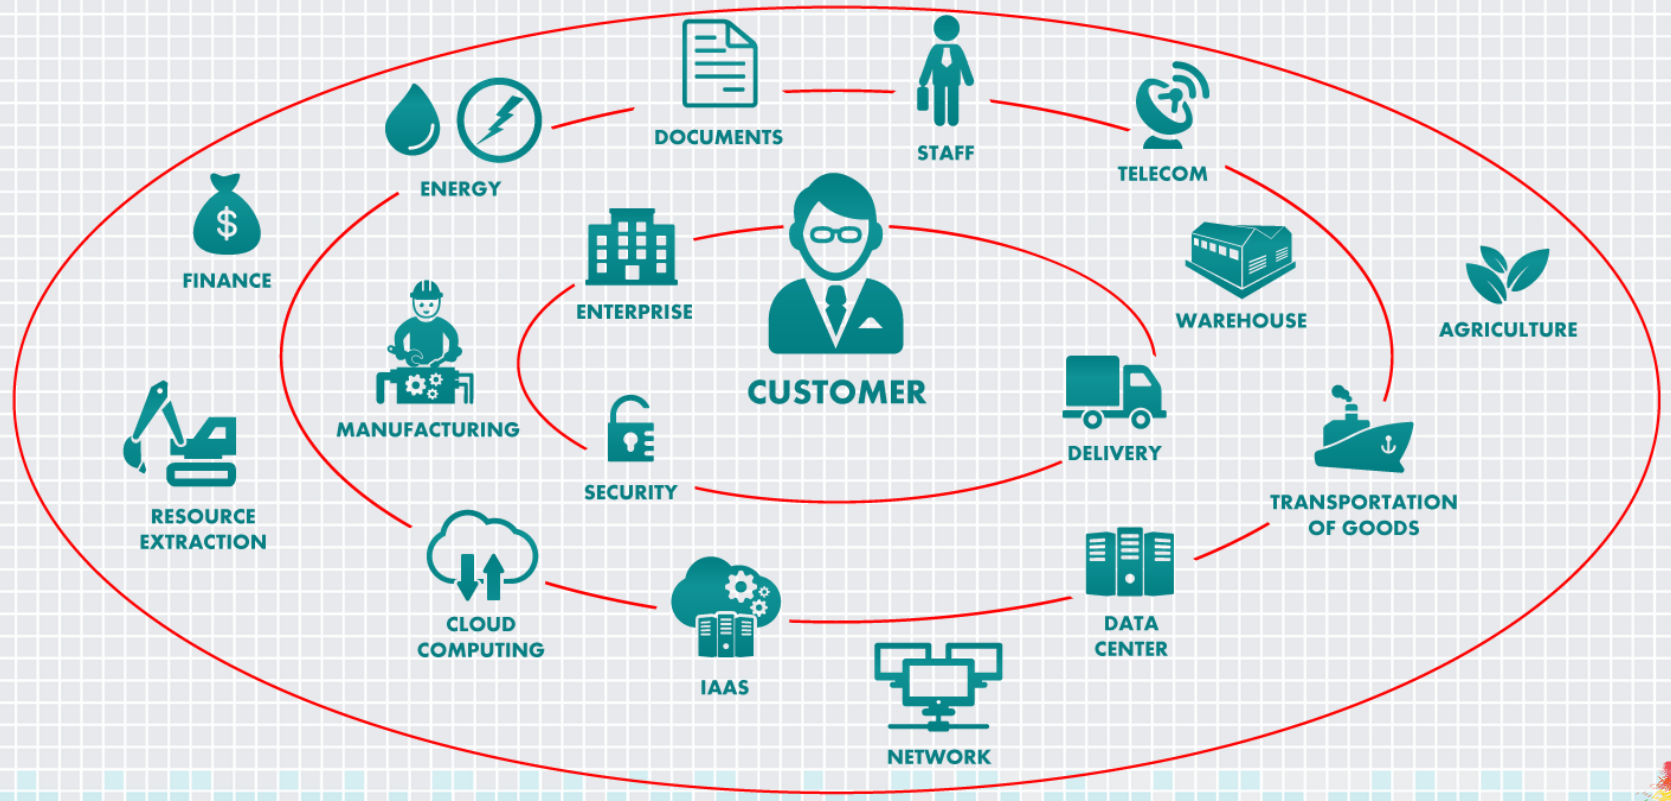 DOCUMENTS
STAFF
TELECOM
ENERGY
$
FINANCE
ENTERPRISE
WAREHOUSE
AGRICULTURE
CUSTOMER
MANUFACTURING
DELIVERY
SECURITY
TRANSPORTATION
OF GOODS
RESOURCE
EXTRACTION
CLOUD
COMPUTING
DATA
CENTER
IAAS
NETWORK